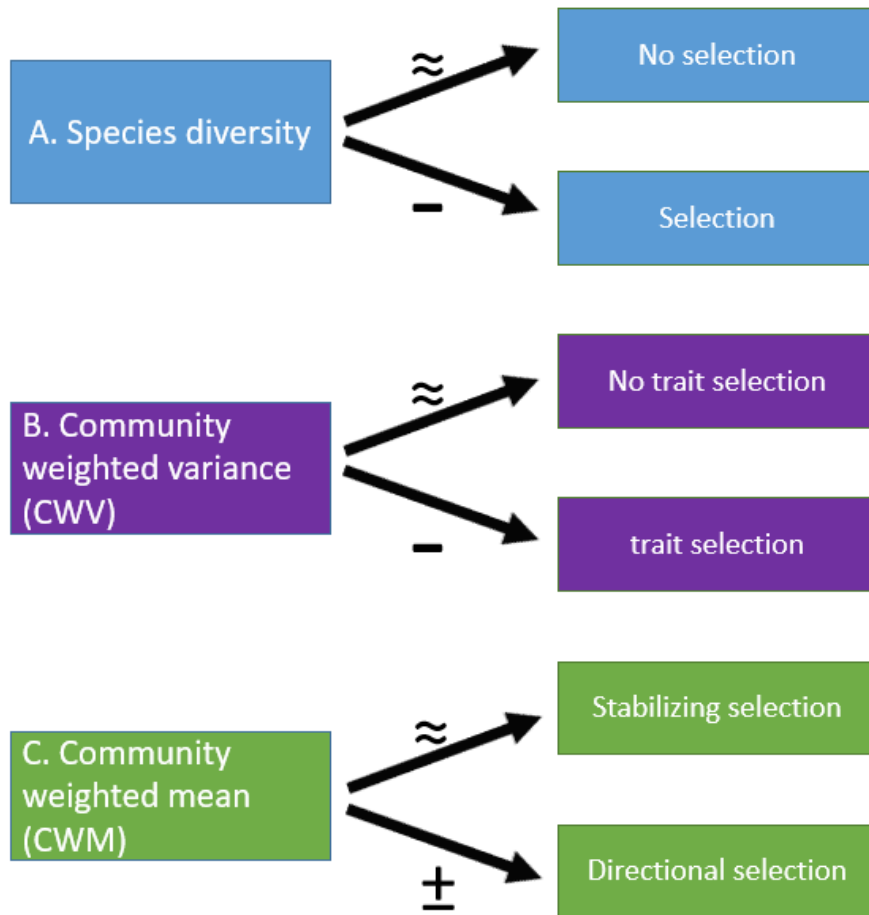 No selection
≈
A. Species diversity
−
Selection
No trait selection
≈
B. Community
weighted variance
(CWV)
−
trait selection
Stabilizing selection
≈
C. Community
weighted mean
(CWM)
±
Directional selection